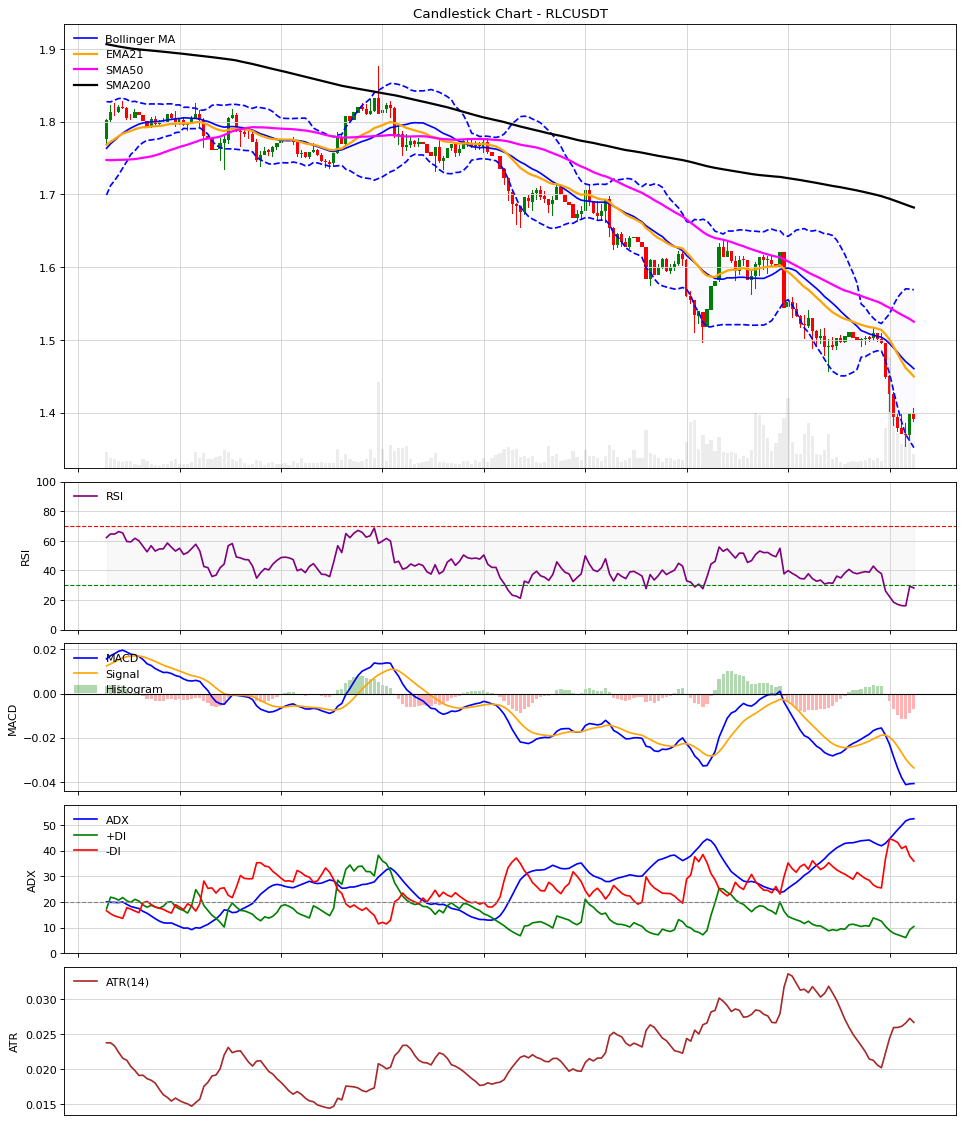 Candlestick Chart - RLCUSDT
Bollinger MA
EMA21
SMA50
SMA200
1.9
1.8
1.7
1.6
1.5
1.4
RSI
RSI
100
80
60
40
20
0
MACD
Signal
Histogram
MACD
0.02
0.00
−0.02
−0.04
ADX
+DI
-DI
ADX
50
40
30
20
10
0
ATR(14)
ATR
0.030
0.025
0.020
0.015